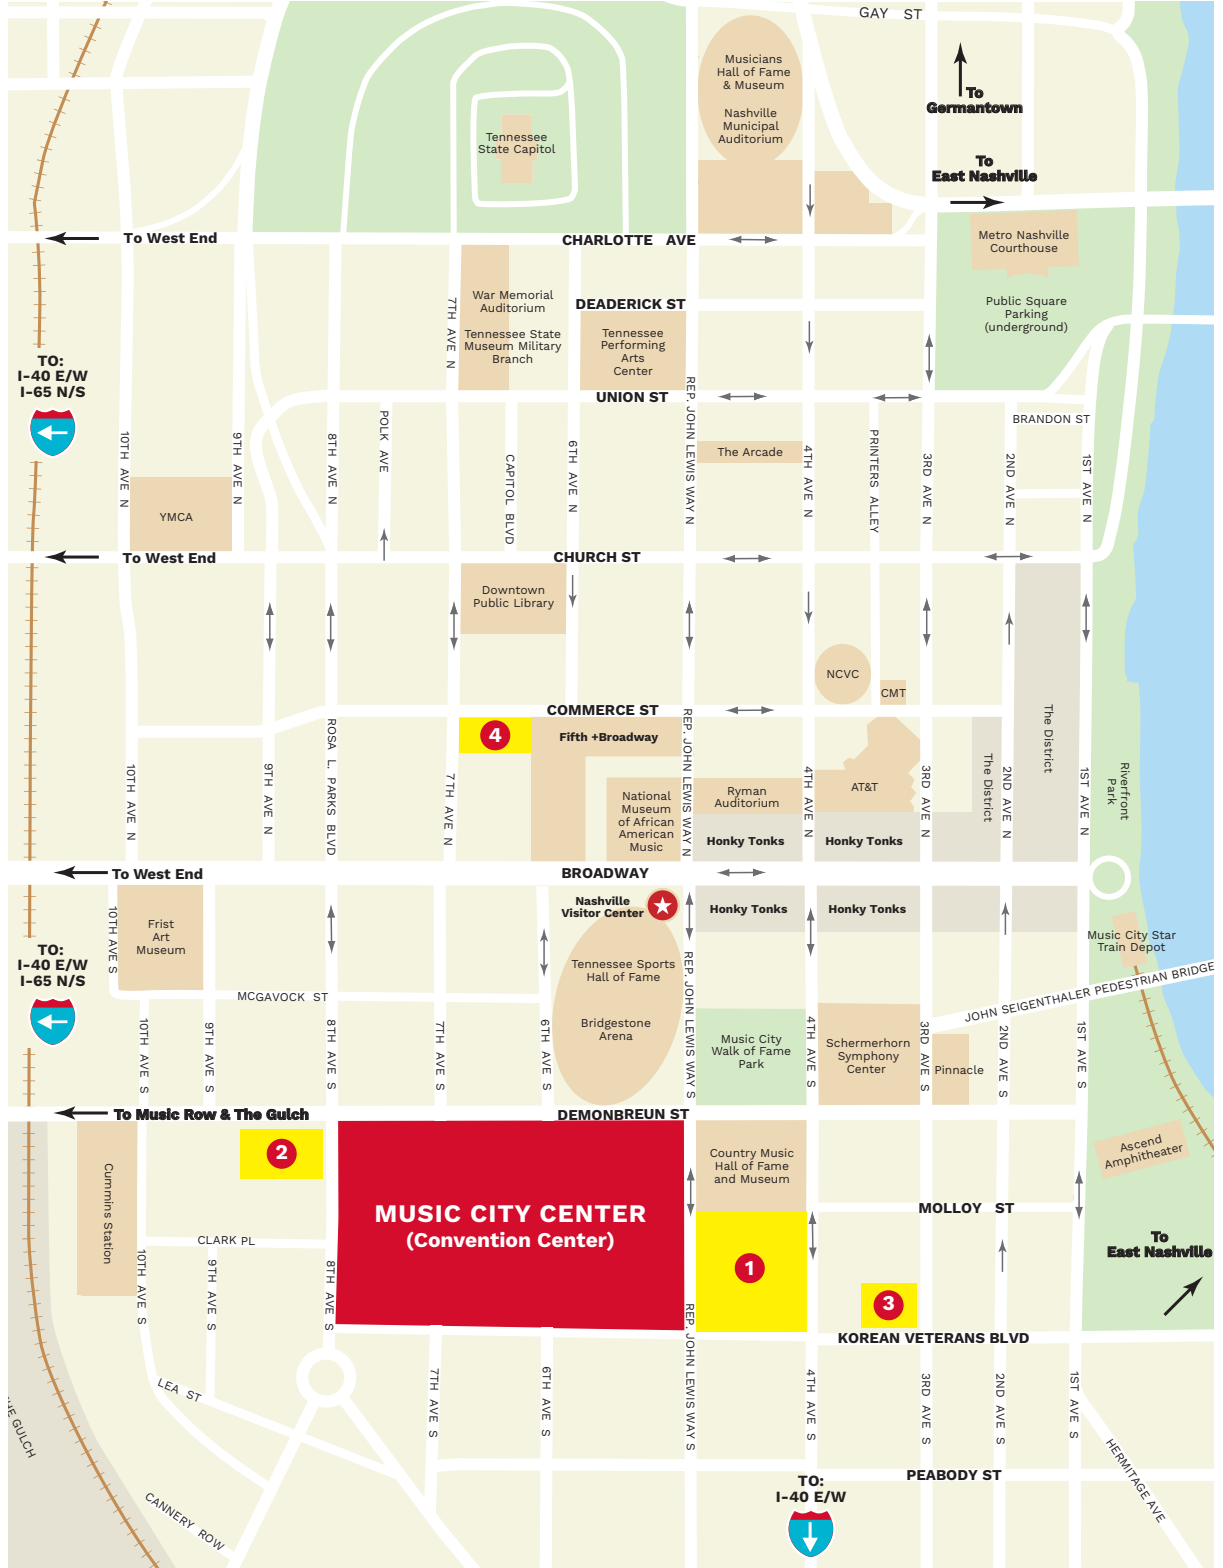 GAY ST
Musicians
Hall of Fame
& Museum
Nashville
Municipal
Auditorium
To
Germantown
Tennessee
State Capitol
To
East Nashville
To West End
CHARLOTTE AVE
Metro Nashville
Courthouse
War Memorial
Auditorium
Tennessee State
Museum Military
Branch
7TH AVE N
DEADERICK ST
Tennessee
Performing
Arts
Center
Public Square
Parking
(underground)
TO:
I-40 E/W
I-65 N/S
UNION ST
BRANDON ST
10TH AVE N
9TH AVE N
8TH AVE N
POLK AVE
CAPITOL BLVD
6TH AVE N
REP. JOHN LEWIS WAY N
The Arcade
4TH AVE N
PRINTERS ALLEY
3RD AVE N
2ND AVE N
1ST AVE N
YMCA
To West End
CHURCH ST
Downtown
Public Library
NCVC
CMT
COMMERCE ST
4
Fifth +Broadway
10TH AVE N
9TH AVE N
ROSA L. PARKS BLVD
7TH AVE N
REP. JOHN LEWIS WAY N
National
Museum
of African
American
Music
Ryman
Auditorium
4TH AVE N
AT&T
3RD AVE N
The District
2ND AVE N
The District
1ST AVE N
Riverfront
Park
Honky Tonks
Honky Tonks
To West End
BROADWAY
Nashville
Visitor Center
Honky Tonks
Honky Tonks
10TH AVE S
Frist
Art
Museum
TO:
I-40 E/W
I-65 N/S
Music City Star
Train Depot
Tennessee Sports
Hall of Fame
Bridgestone
Arena
REP. JOHN LEWIS WAY S
JOHN SEIGENTHALER PEDESTRIAN BRIDGE
MCGAVOCK ST
10TH AVE S
9TH AVE S
8TH AVE S
7TH AVE S
6TH AVE S
Music City
Walk of Fame
Park
4TH AVE S
Schermerhorn
Symphony
Center
3RD AVE S
Pinnacle
2ND AVE S
1ST AVE S
To Music Row & The Gulch
DEMONBREUN ST
2
Cummins Station
Country Music
Hall of Fame
and Museum
Ascend
Amphitheater
MUSIC CITY CENTER
(Convention Center)
MOLLOY ST
CLARK PL
To
East Nashville
10TH AVE S
9TH AVE S
8TH AVE S
1
3
REP. JOHN LEWIS WAY S
KOREAN VETERANS BLVD
LEA ST
7TH AVE S
6TH AVE S
4TH AVE S
3RD AVE S
2ND AVE S
1ST AVE S
GULCH
HERMITAGE AVE
PEABODY ST
TO:
I-40 E/W
CANNERY ROW